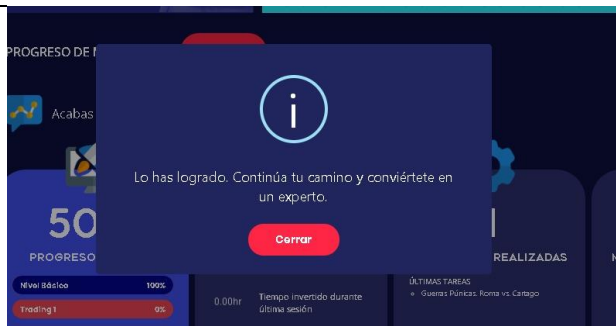 PROGRESO DE
Acabas
i
Lo has logrado. Continúa tu camino y conviértete en
un experto.
Cerrar
50
PROGRESO
REALIZADAS
Nivel Básico 100%
Trading 1 0%
0.00hr
Tiempo invertido durante
última sesión
ÚLTIMAS TAREAS
Guerras Púnicas. Roma vs. Cartago